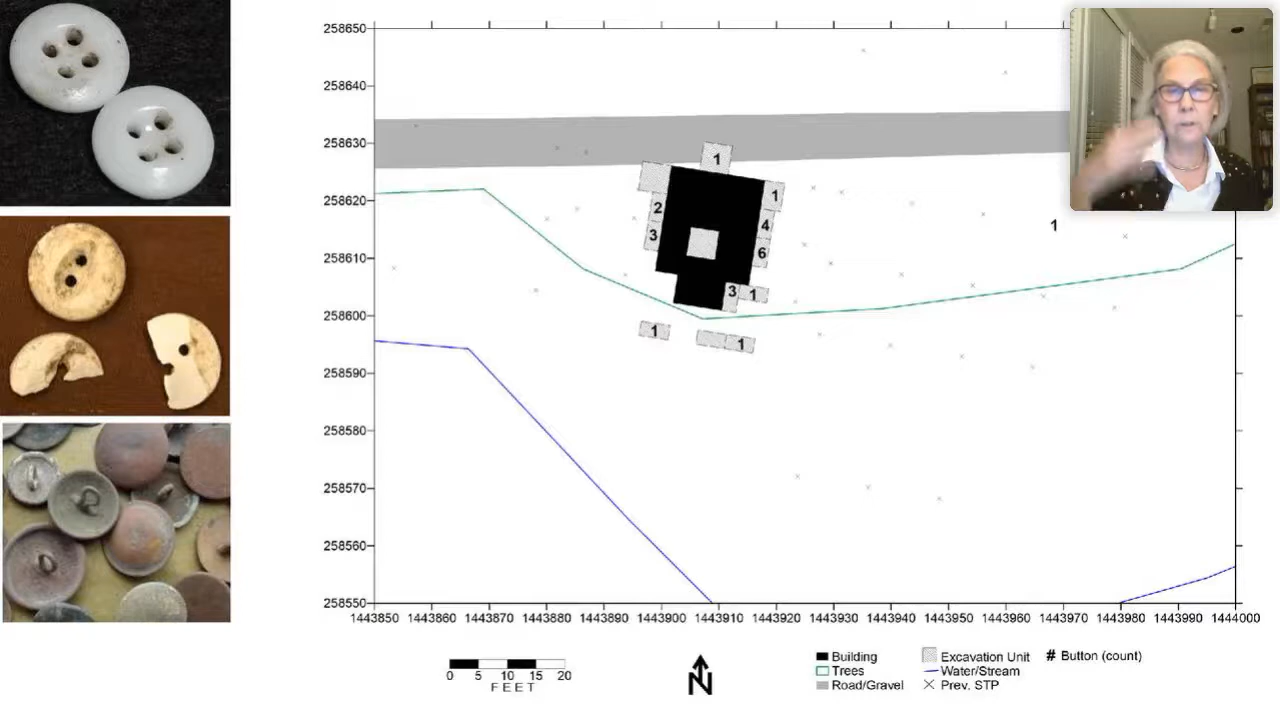 258650
258640
258630
258620
258610
258600
258590
258580
258570
258560
258550
1
1
2
1
3
4
6
3
1
1
1
1443850 1443860 1443870 1443880 1443890 1443900 1443910 1443920 1443930 1443940 1443950 1443960 1443970 1443980 1443990 1444000
0 5 10 15 20
FEET
N
Building
Trees
Road/Gravel
Excavation Unit
Water/Stream
Prev. STP
# Button (count)